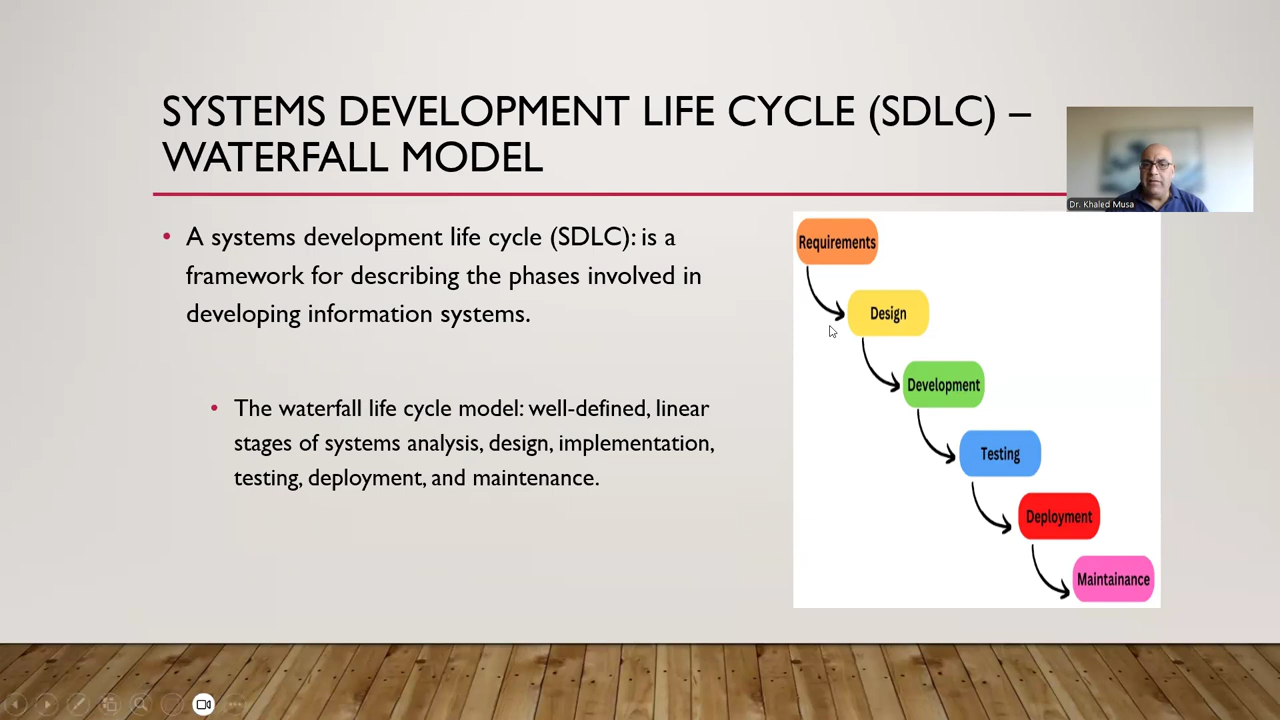 SYSTEMS DEVELOPMENT LIFE CYCLE (SDLC) –
WATERFALL MODEL
Dr. Khaled Musa
• A systems development life cycle (SDLC): is a
framework for describing the phases involved in
developing information systems.
• The waterfall life cycle model: well-defined, linear
stages of systems analysis, design, implementation,
testing, deployment, and maintenance.
Requirements
Design
Development
Testing
Deployment
Maintainance